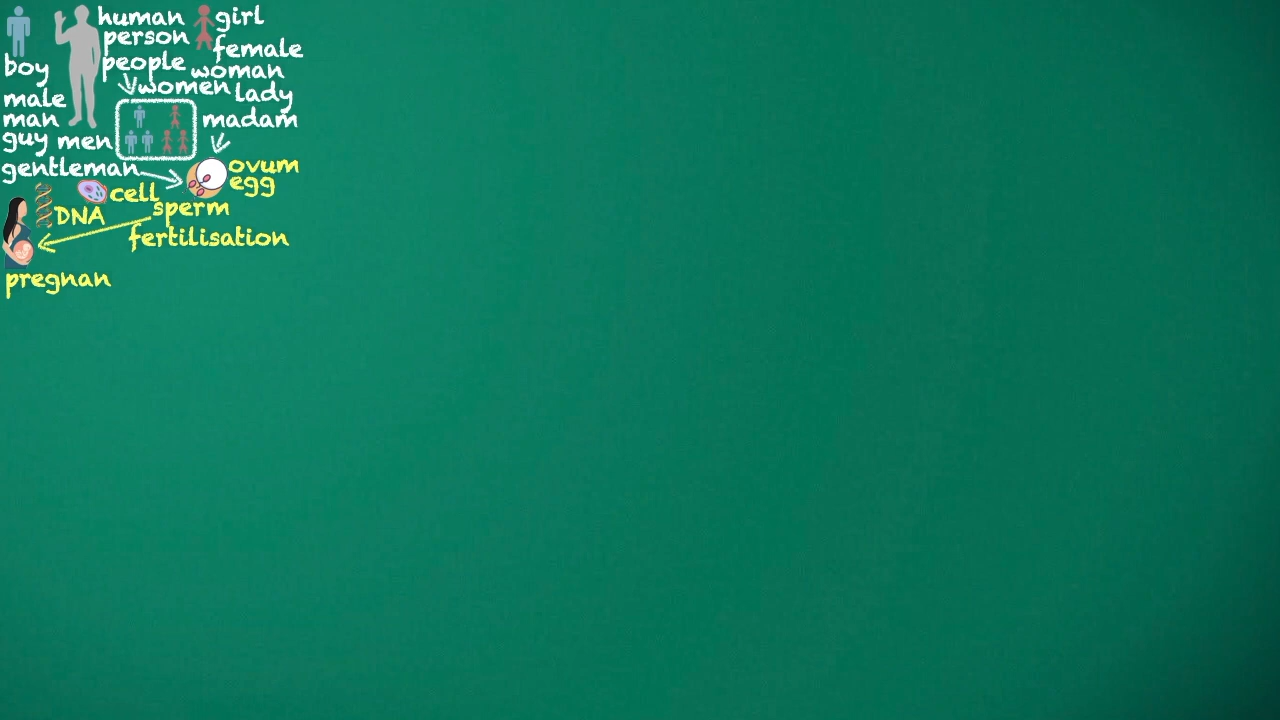 human
person
people
girl
female
woman
women
lady
madam
boy
male
man
guy men
gentleman
ovum
egg
cell
DNA
sperm
fertilisation
pregnan